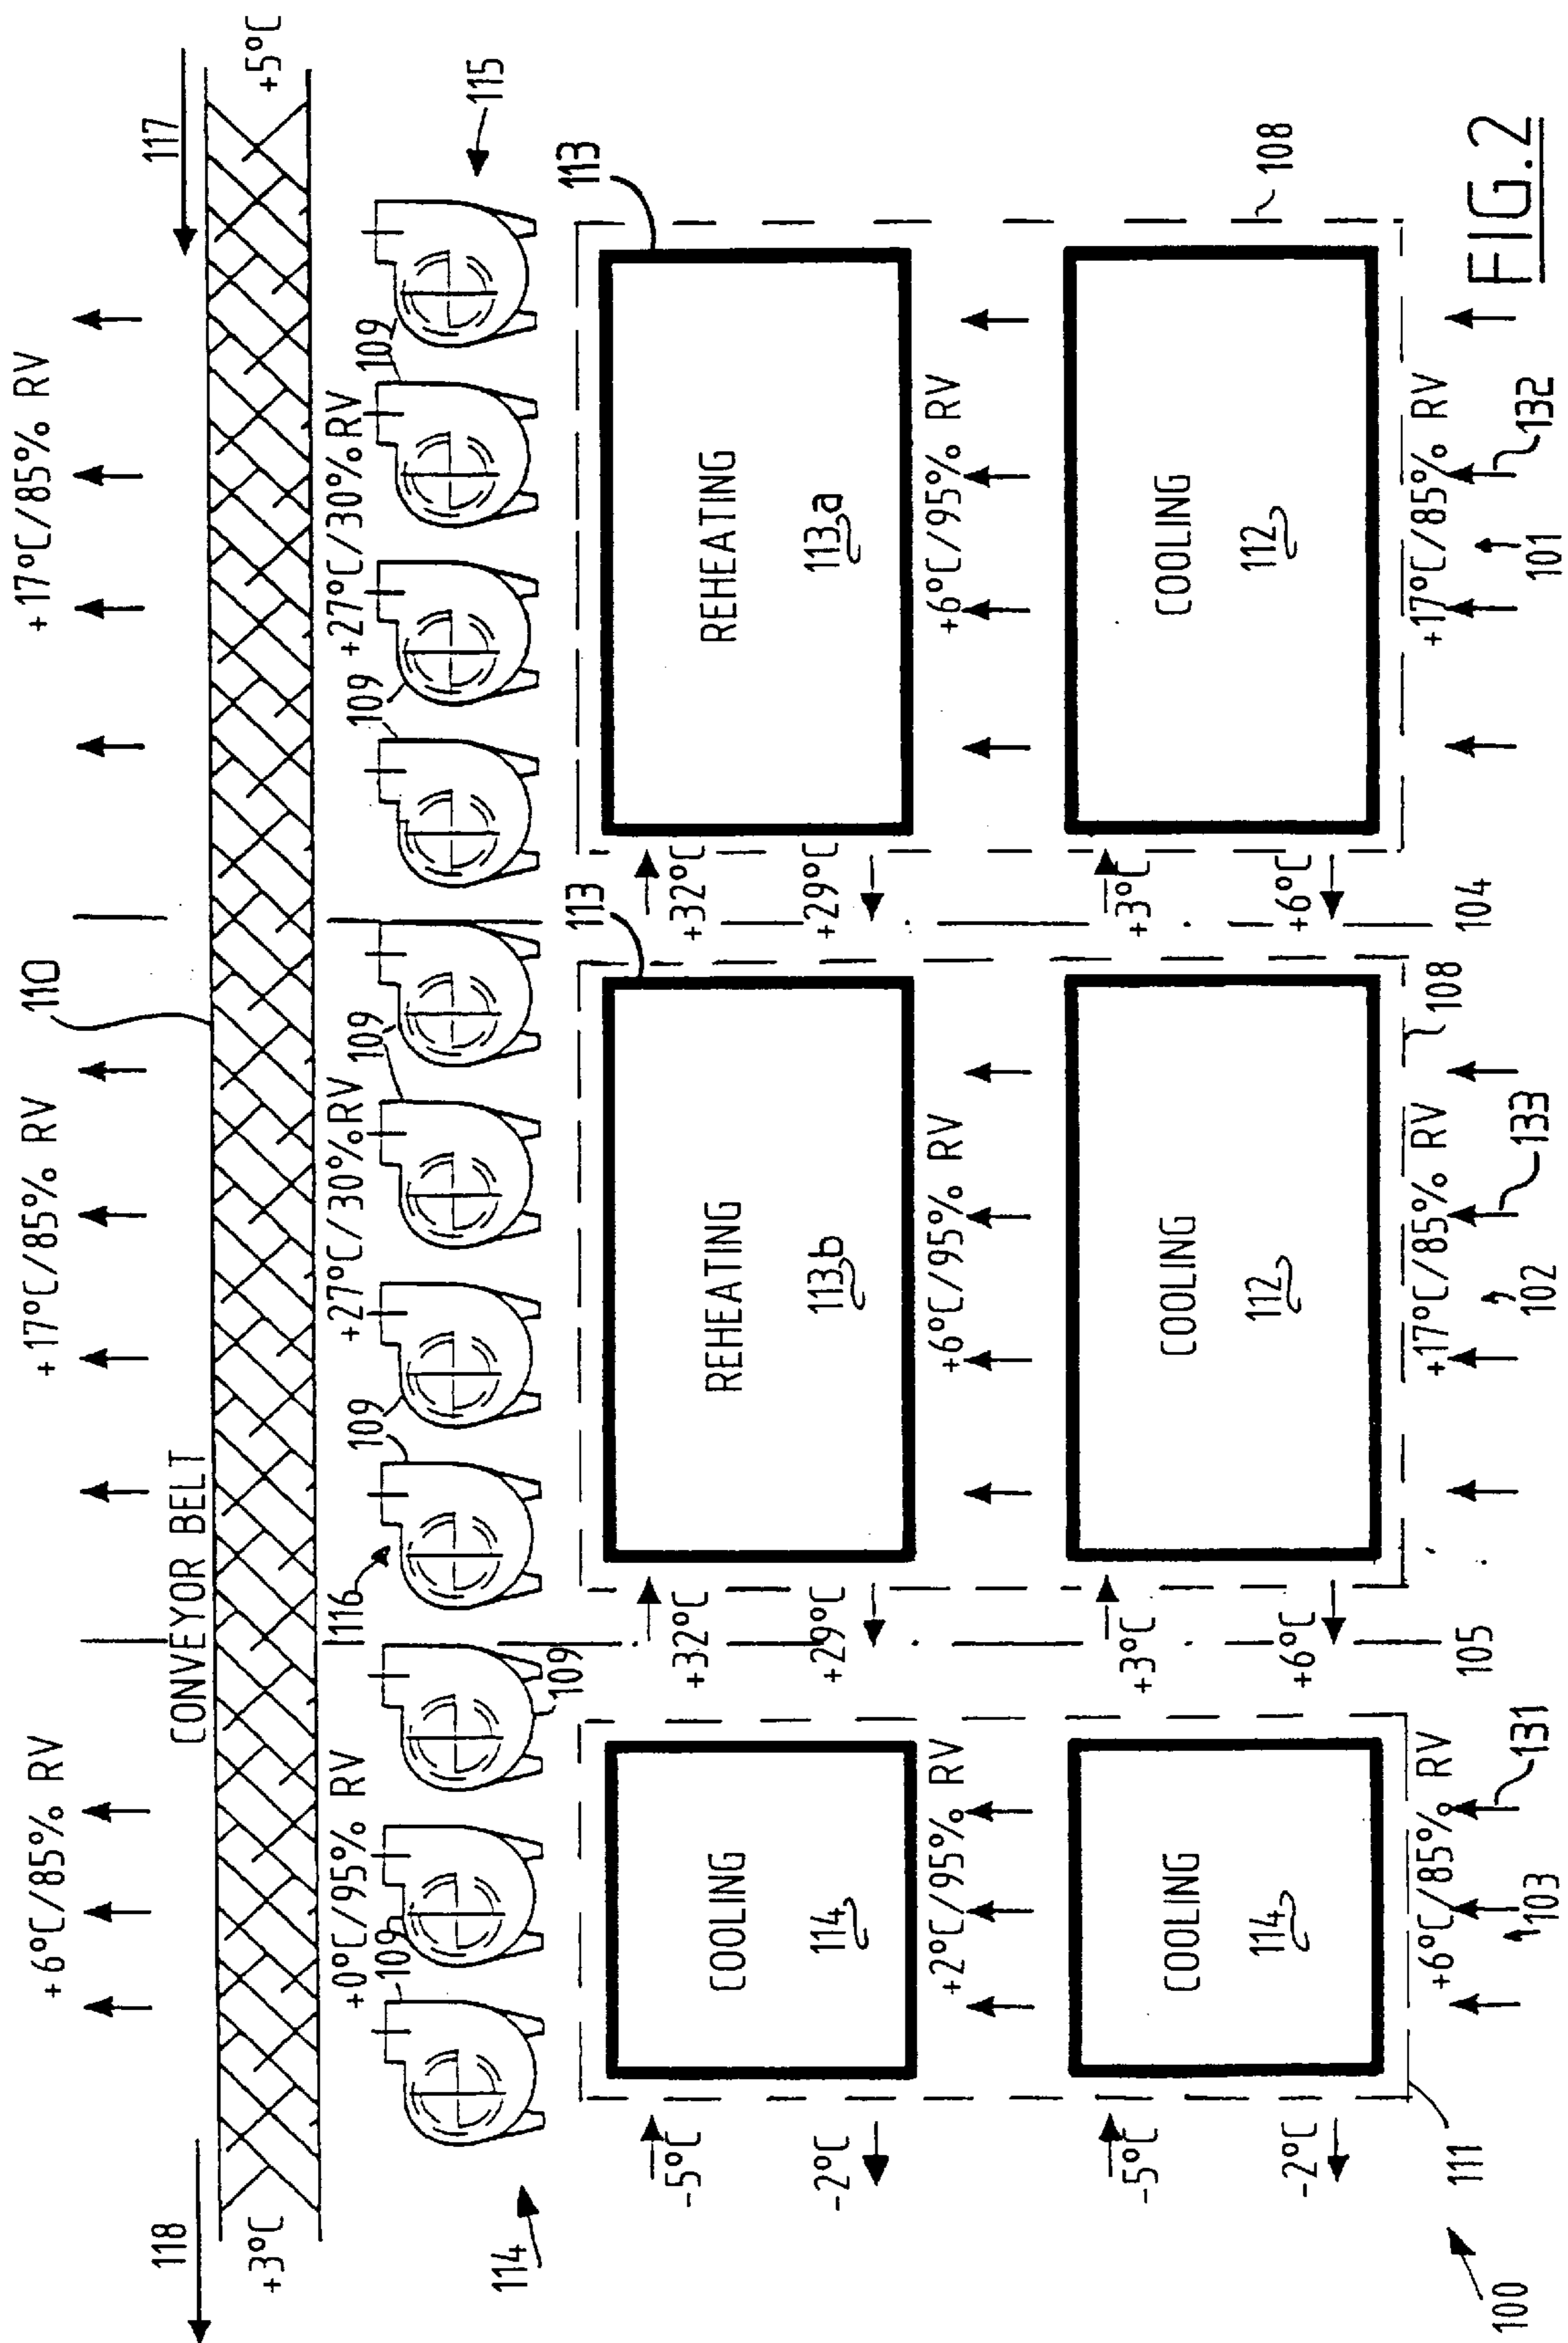 118
+3°C
117
+5°C
110
CONVEYOR BELT
+6°C/85% RV
+17°C/85% RV
+17°C/85% RV
+0°C/95% RV
+27°C/30%RV
+27°C/30%RV
109
109
109
109
109
109
109
114
116
115
113
113
COOLING
114
REHEATING
113b
REHEATING
113a
-5°C
-2°C
+32°C
+29°C
+32°C
+29°C
+2°C/95% RV
+6°C/95% RV
+6°C/95% RV
COOLING
114
COOLING
112
COOLING
112
-5°C
-2°C
+3°C
+6°C
+3°C
+6°C
108
108
+6°C/85% RV
+17°C/85% RV
+17°C/85% RV
111
105
104
131
133
132
103
102
101
100
FIG.2